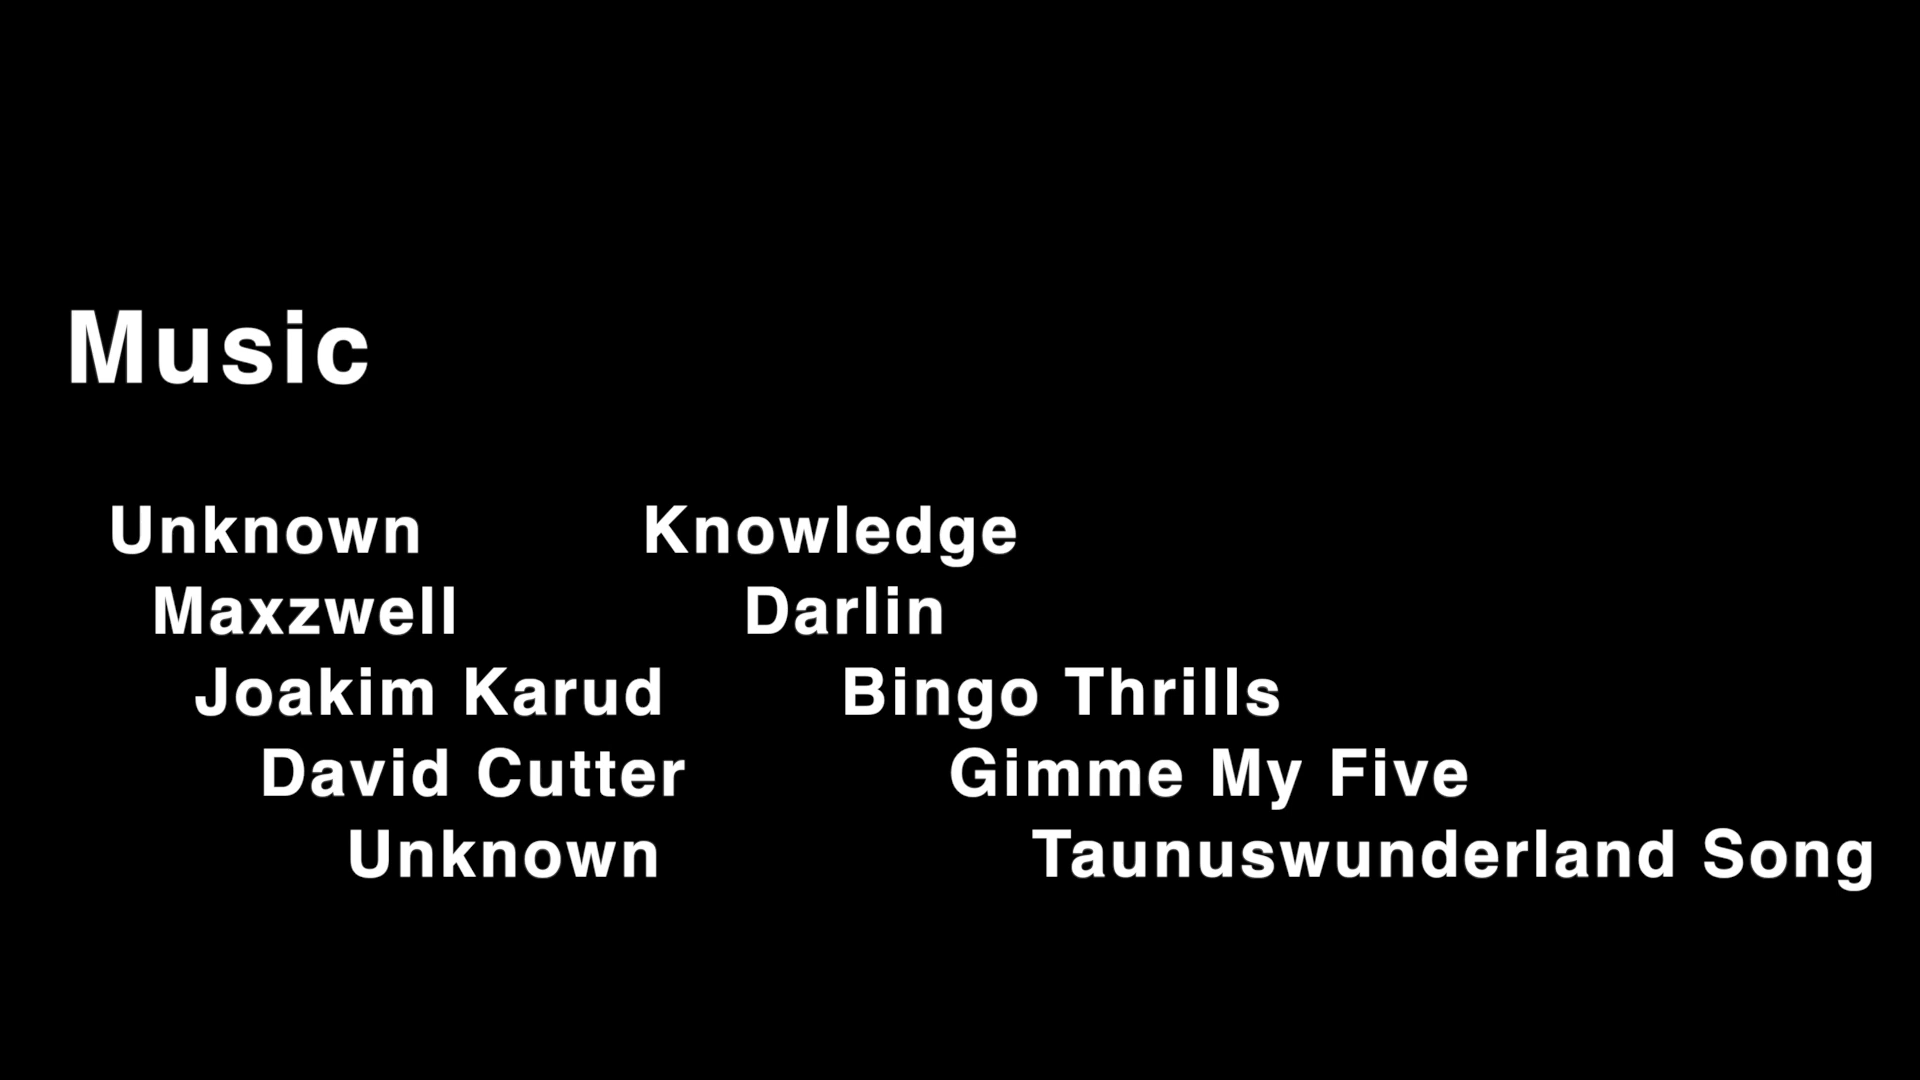 Music
Unknown Knowledge
Maxzwell Darlin
Joakim Karud Bingo Thrills
David Cutter Gimme My Five
Unknown Taunuswunderland Song